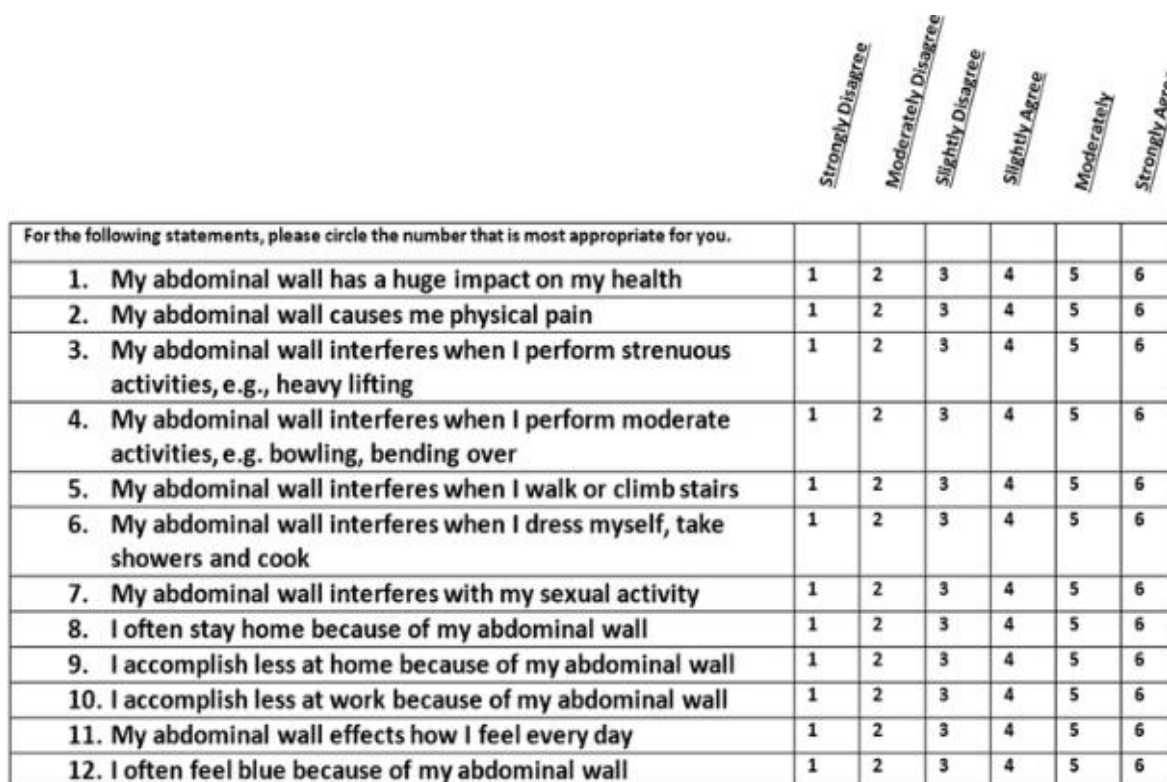 Strongly Disagree
Moderately Disagree
Slightly Disagree
Slightly Agree
Moderately
Strongly Agree
For the following statements, please circle the number that is most appropriate for you.
1. My abdominal wall has a huge impact on my health 1 2 3 4 5 6
2. My abdominal wall causes me physical pain 1 2 3 4 5 6
3. My abdominal wall interferes when I perform strenuous 1 2 3 4 5 6
activities, e.g., heavy lifting
4. My abdominal wall interferes when I perform moderate 1 2 3 4 5 6
activities, e.g. bowling, bending over
5. My abdominal wall interferes when I walk or climb stairs 1 2 3 4 5 6
6. My abdominal wall interferes when I dress myself, take 1 2 3 4 5 6
showers and cook
7. My abdominal wall interferes with my sexual activity 1 2 3 4 5 6
8. I often stay home because of my abdominal wall 1 2 3 4 5 6
9. I accomplish less at home because of my abdominal wall 1 2 3 4 5 6
10. I accomplish less at work because of my abdominal wall 1 2 3 4 5 6
11. My abdominal wall effects how I feel every day 1 2 3 4 5 6
12. I often feel blue because of my abdominal wall 1 2 3 4 5 6